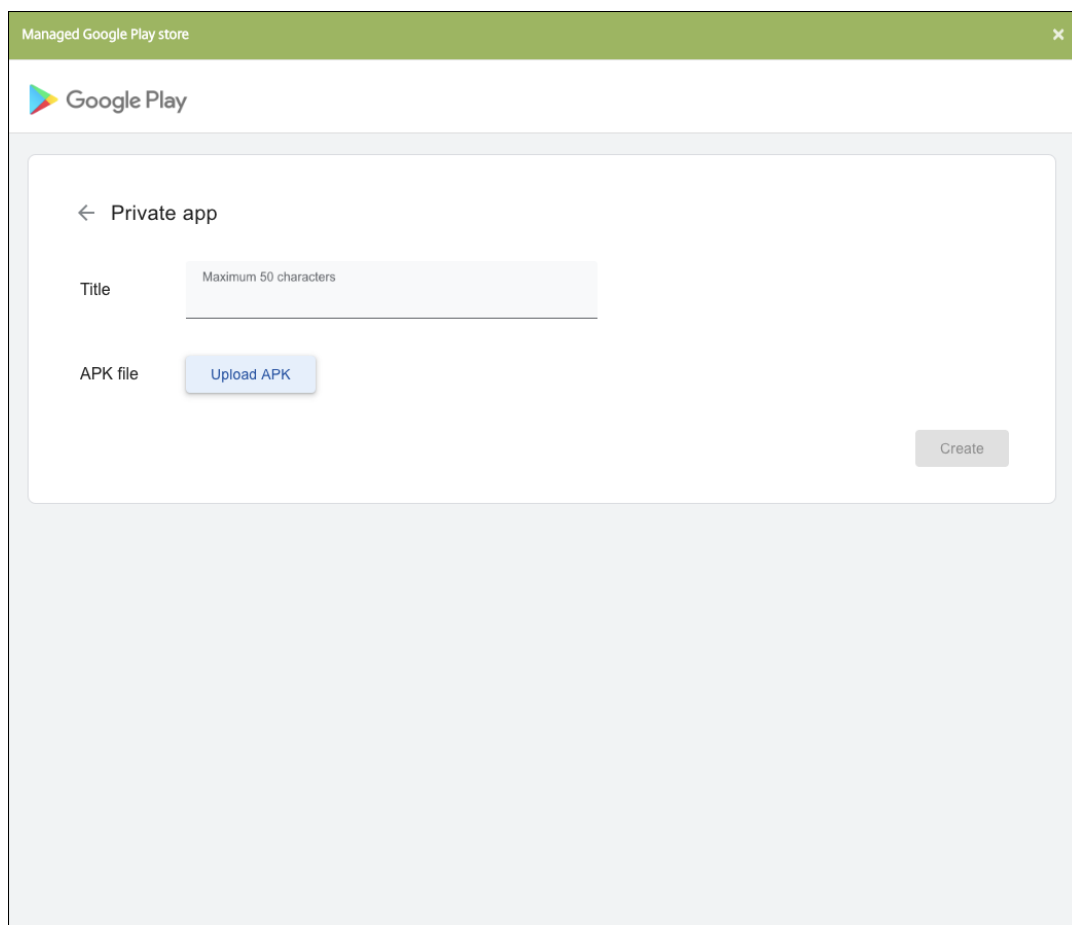 Managed Google Play store
Google Play
Private app
Title
Maximum 50 characters
APK file
Upload APK
Create